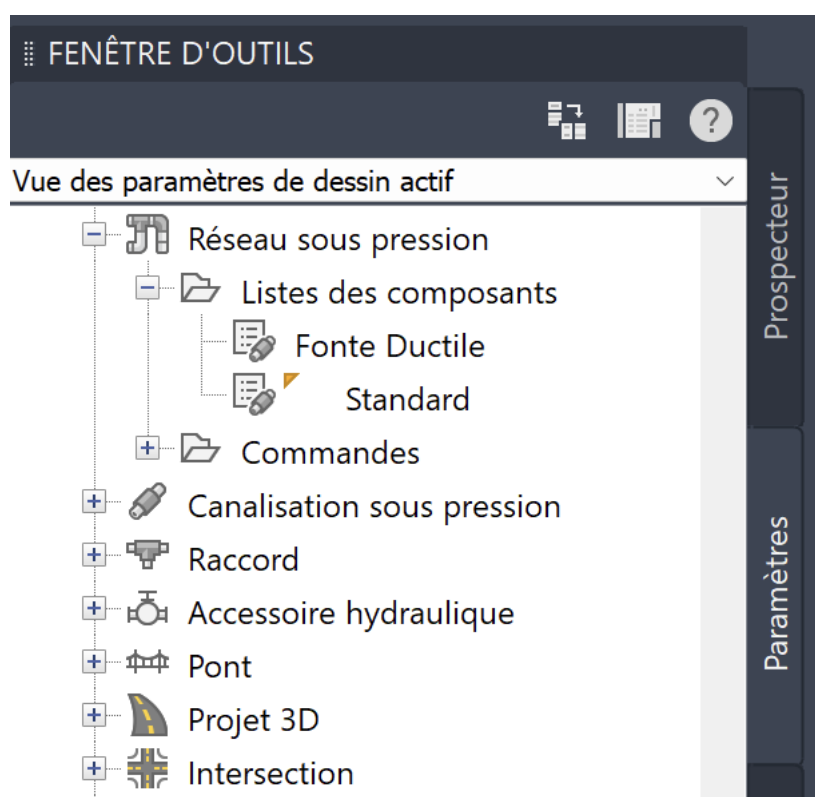 FENÊTRE D'OUTILS
?
Vue des paramètres de dessin actif
Réseau sous pression
Listes des composants
Fonte Ductile
Standard
Commandes
Canalisation sous pression
Raccord
Accessoire hydraulique
Pont
Projet 3D
Intersection
Prospecteur
Paramètres